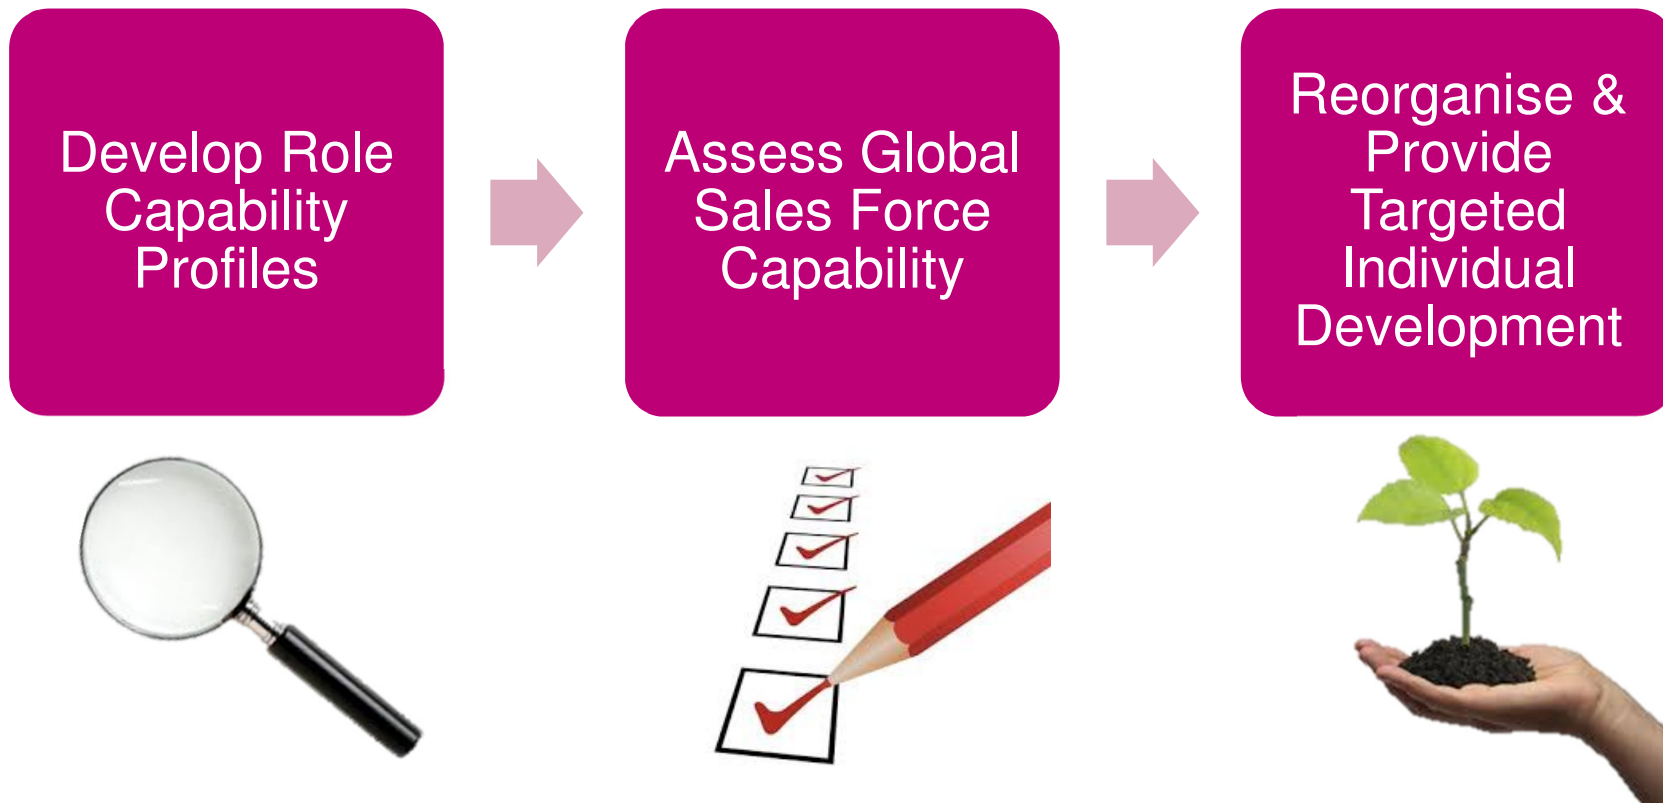 Develop Role
Capability
Profiles
Assess Global
Sales Force
Capability
Reorganise &
Provide
Targeted
Individual
Development